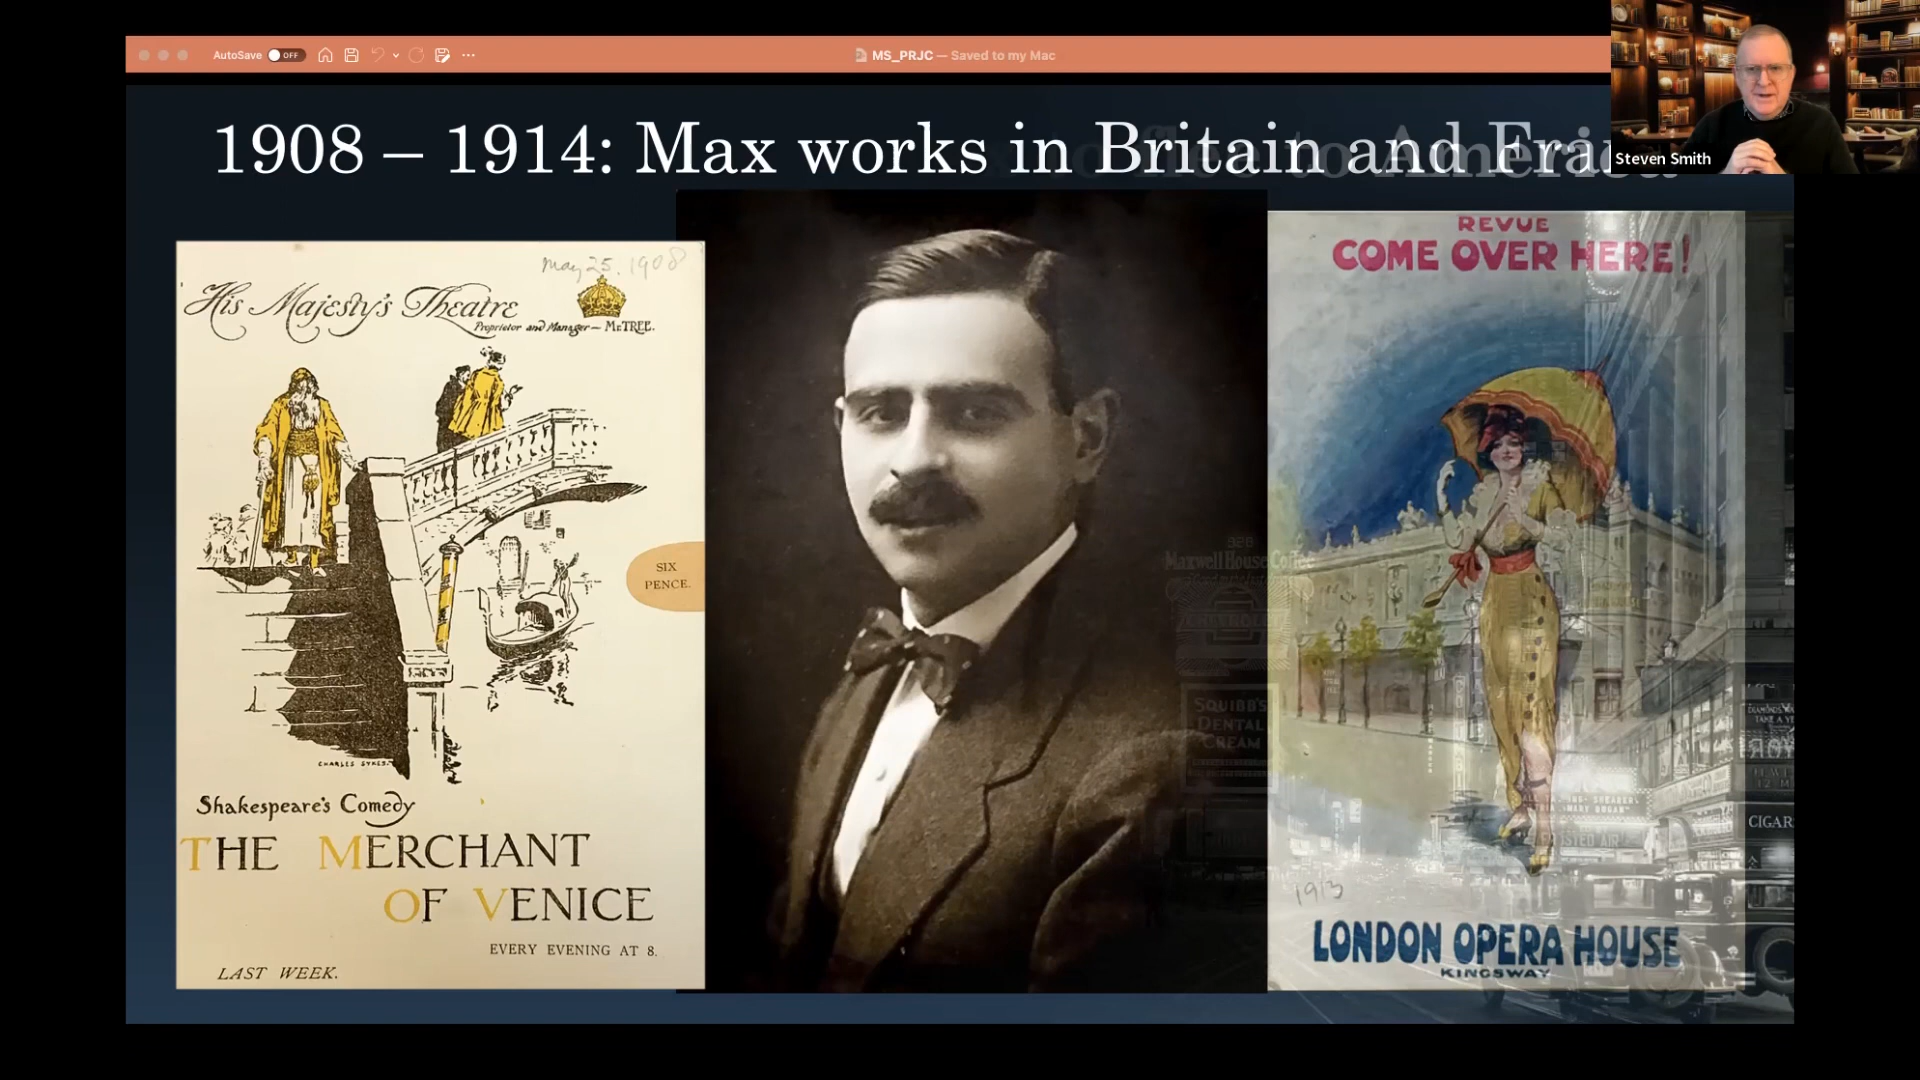 AutoSave OFF
MS_PRJC — Saved to my Mac
Steven Smith
1908 – 1914: Max works in Britain and
May 25. 1908
His Majesty's Theatre
Proprietor and Manager— Mr TREE.
SIX
PENCE.
CHARLES SYKES.
Shakespeare's Comedy
THE MERCHANT
OF VENICE
EVERY EVENING AT 8.
LAST WEEK.
Maxwell House Coffee
SQUIBB'S
DENTAL
CREAM
REVUE
COME OVER HERE!
1913
LONDON OPERA HOUSE
KINGSWAY
CIGAR